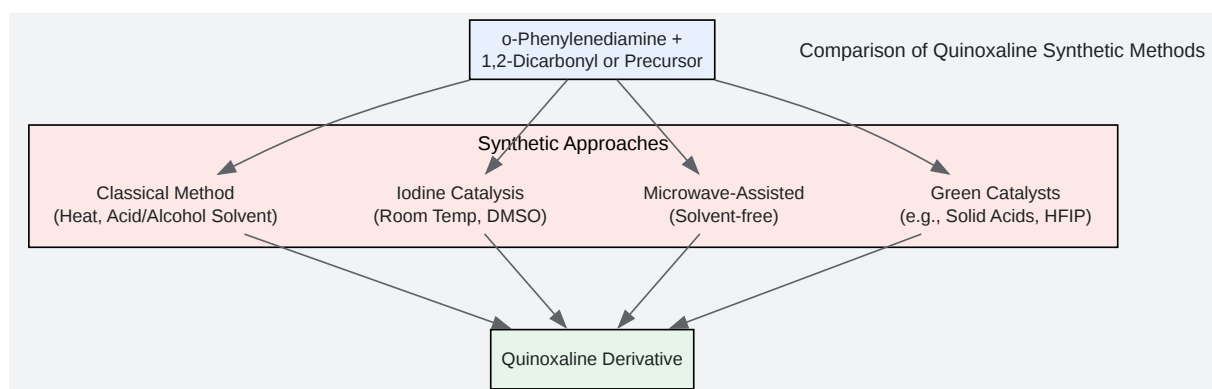 o-Phenylenediamine +
1,2-Dicarbonyl or Precursor
Comparison of Quinoxaline Synthetic Methods
Synthetic Approaches
Classical Method
(Heat, Acid/Alcohol Solvent)
Iodine Catalysis
(Room Temp, DMSO)
Microwave-Assisted
(Solvent-free)
Green Catalysts
(e.g., Solid Acids, HFIP)
Quinoxaline Derivative